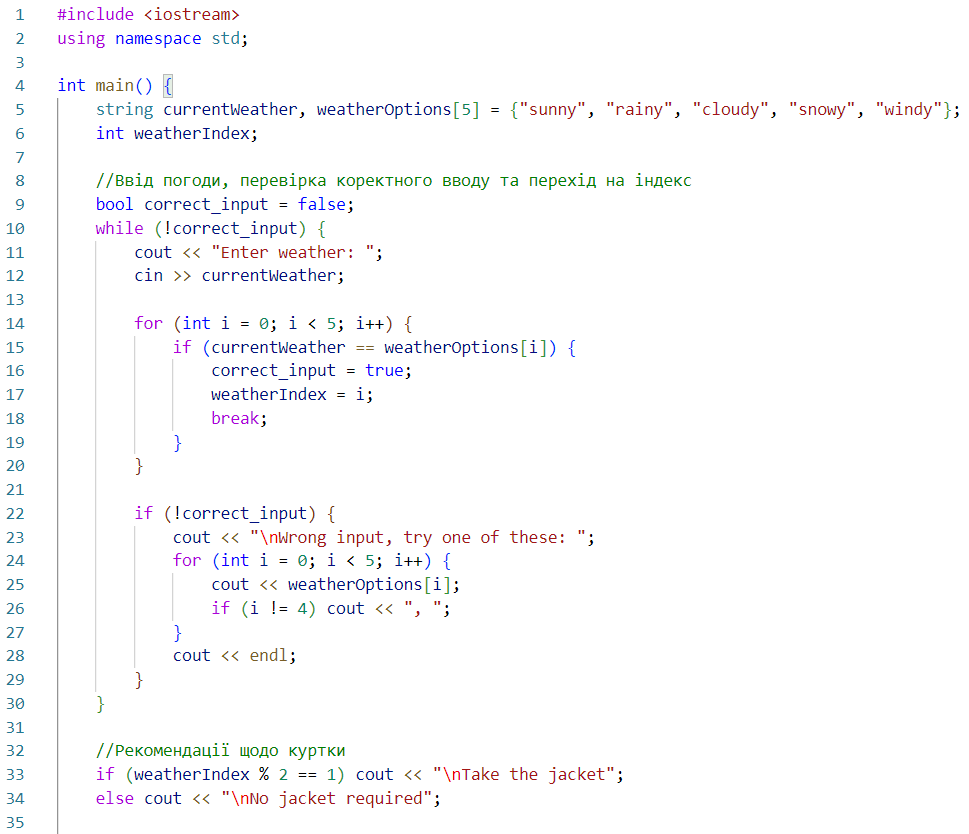 1 #include <iostream>
2 using namespace std;
3
4 int main() {
5     string currentWeather, weatherOptions[5] = {"sunny", "rainy", "cloudy", "snowy", "windy"};
6     int weatherIndex;
7
8     //Ввід погоди, перевірка коректного вводу та перехід на індекс
9     bool correct_input = false;
10     while (!correct_input) {
11         cout << "Enter weather: ";
12         cin >> currentWeather;
13
14         for (int i = 0; i < 5; i++) {
15             if (currentWeather == weatherOptions[i]) {
16                 correct_input = true;
17                 weatherIndex = i;
18                 break;
19             }
20         }
21
22         if (!correct_input) {
23             cout << "\nWrong input, try one of these: ";
24             for (int i = 0; i < 5; i++) {
25                 cout << weatherOptions[i];
26                 if (i != 4) cout << ", ";
27             }
28             cout << endl;
29         }
30     }
31
32     //Рекомендації щодо куртки
33     if (weatherIndex % 2 == 1) cout << "\nTake the jacket";
34     else cout << "\nNo jacket required";
35